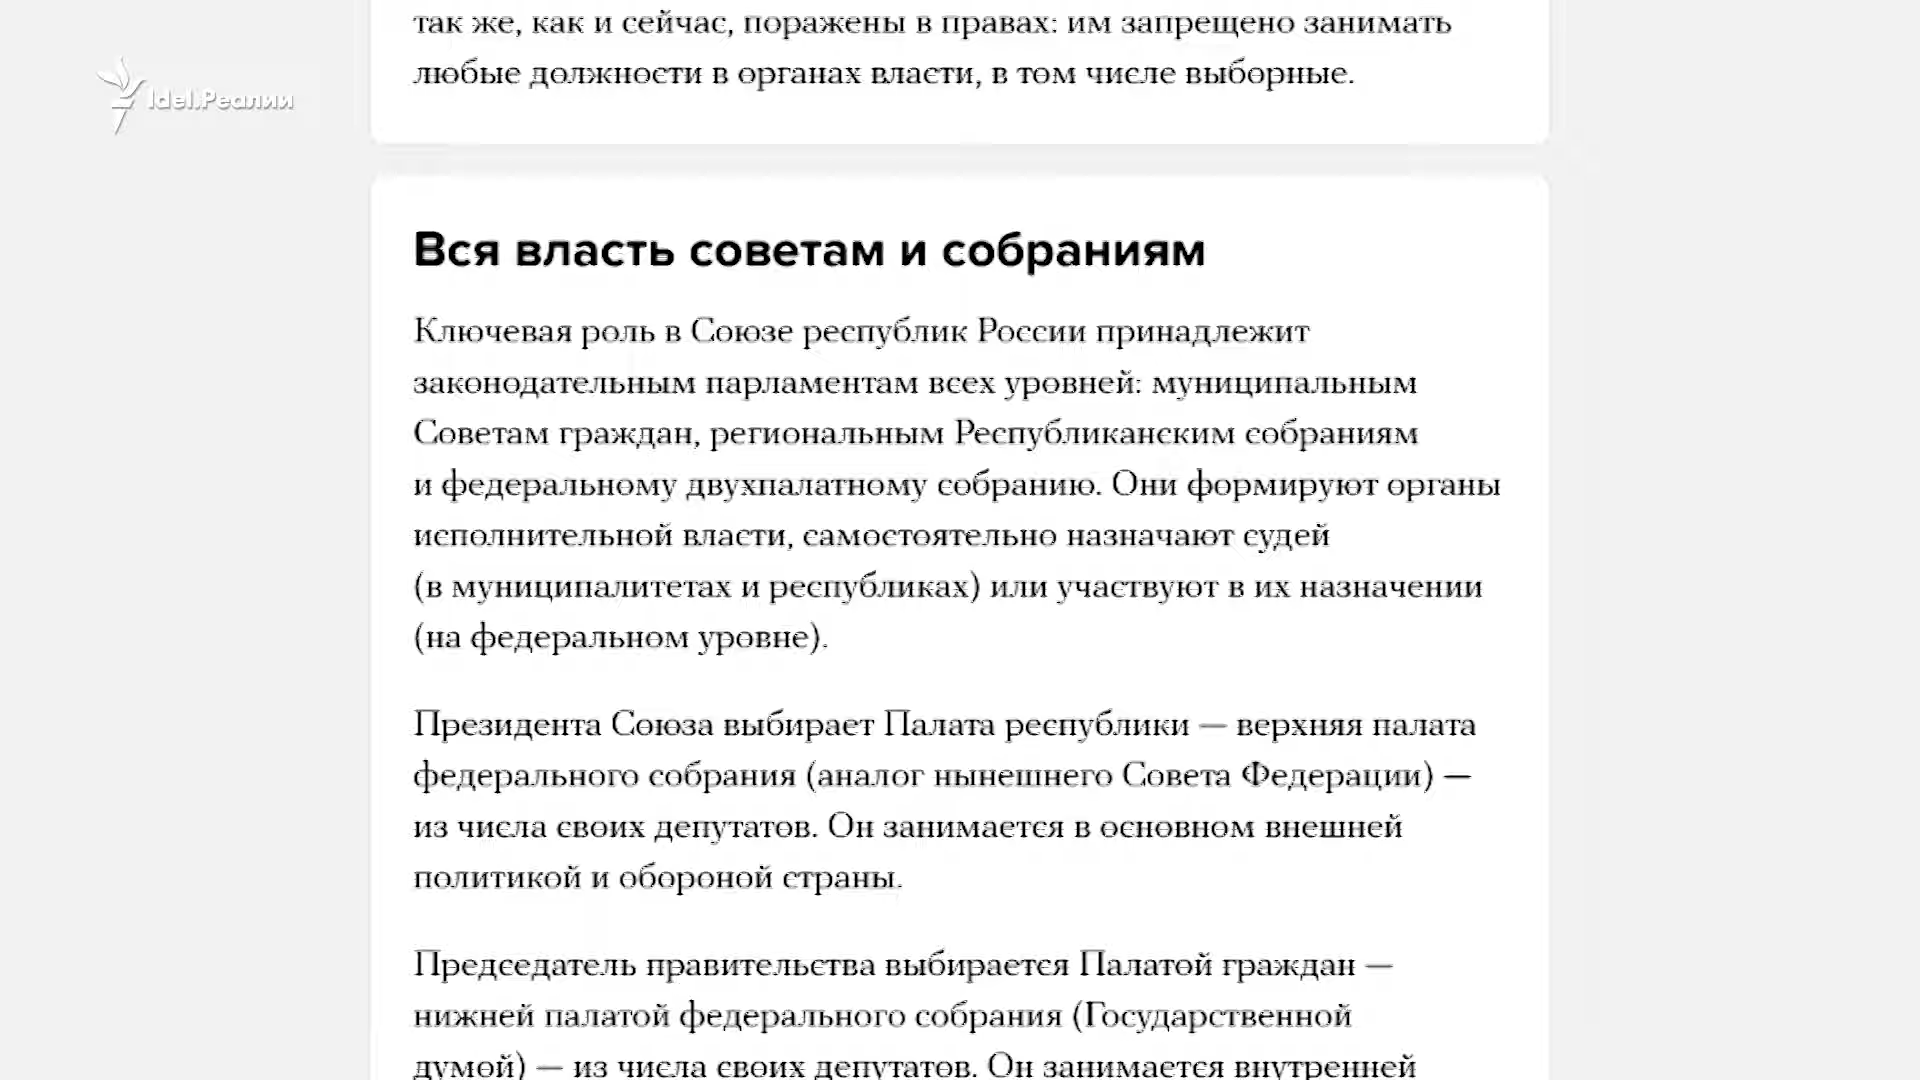 так же, как и сейчас, поражены в правах: им запрещено занимать
любые должности в органах власти, в том числе выборные.
Idel.Реалии
Вся власть советам и собраниям
Ключевая роль в Союзе республик России принадлежит
законодательным парламентам всех уровней: муниципальным
Советам граждан, региональным Республиканским собраниям
и федеральному двухпалатному собранию. Они формируют органы
исполнительной власти, самостоятельно назначают судей
(в муниципалитетах и республиках) или участвуют в их назначении
(на федеральном уровне).
Президента Союза выбирает Палата республики — верхняя палата
федерального собрания (аналог нынешнего Совета Федерации) —
из числа своих депутатов. Он занимается в основном внешней
политикой и обороной страны.
Председатель правительства выбирается Палатой граждан —
нижней палатой федерального собрания (Государственной
думой) — из числа своих депутатов. Он занимается внутренней